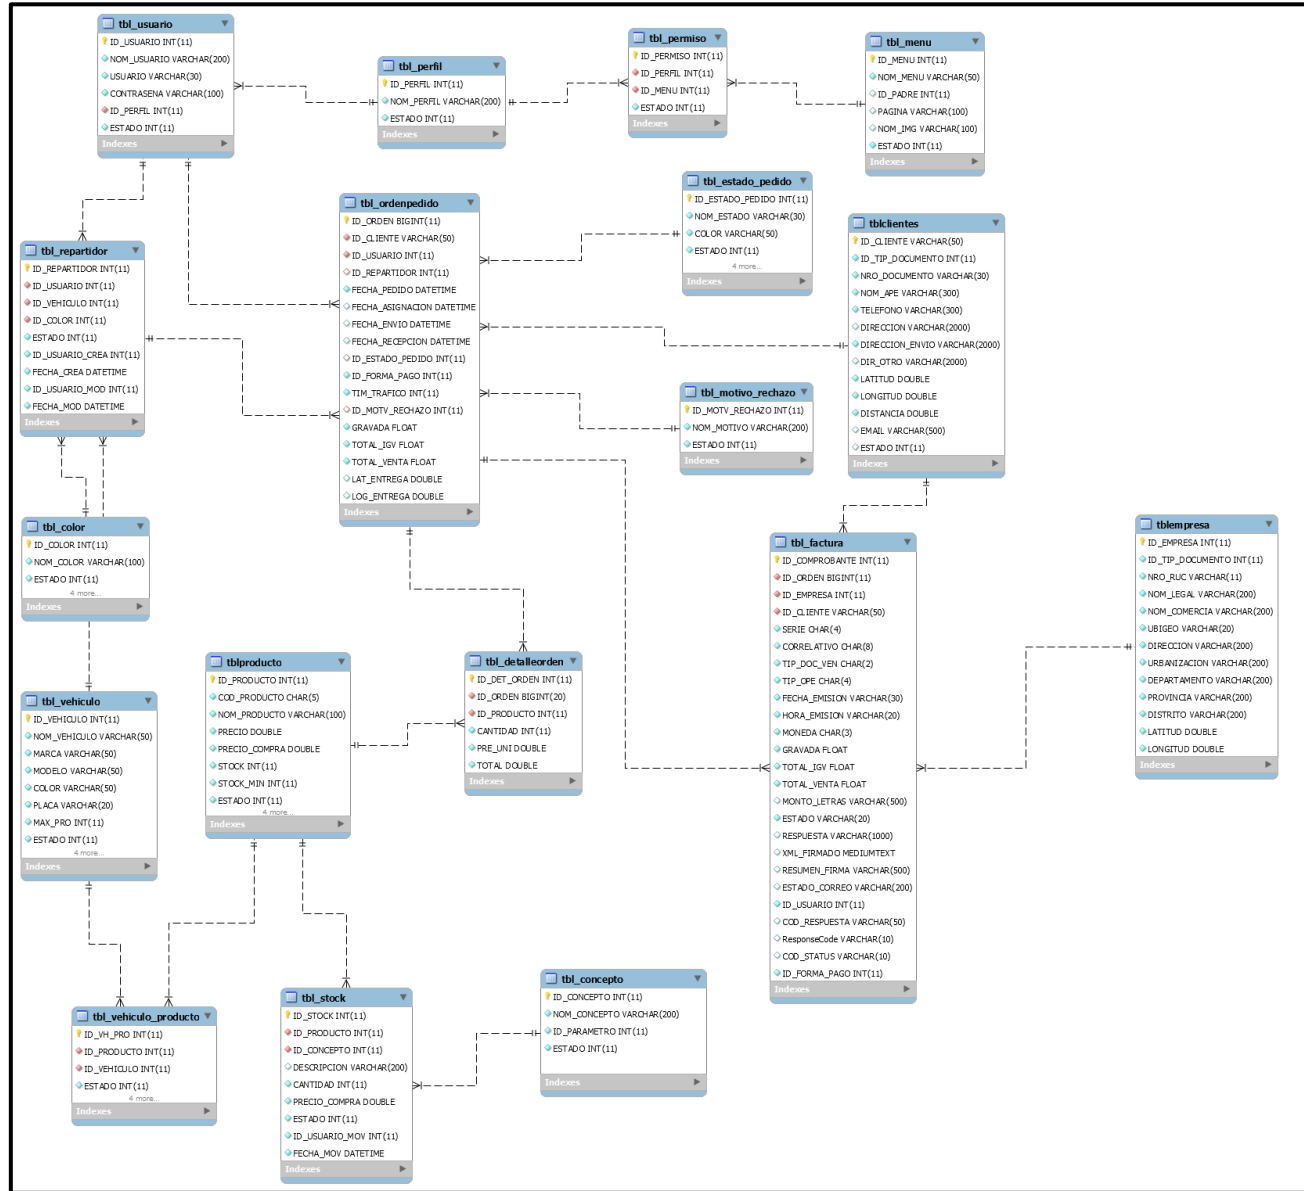 tbl_usuario
ID_USUARIO INT(11)
NOM_USUARIO VARCHAR(200)
USUARIO VARCHAR(30)
CONTRASENA VARCHAR(100)
ID_PERFIL INT(11)
ESTADO INT(11)
Indexes
tbl_perfil
ID_PERFIL INT(11)
NOM_PERFIL VARCHAR(200)
ESTADO INT(11)
Indexes
tbl_permiso
ID_PERMISO INT(11)
ID_PERFIL INT(11)
ID_MENU INT(11)
ESTADO INT(11)
Indexes
tbl_menu
ID_MENU INT(11)
NOM_MENU VARCHAR(50)
ID_PADRE INT(11)
PAGINA VARCHAR(100)
NOM_IMG VARCHAR(100)
ESTADO INT(11)
Indexes
tbl_repartidor
ID_REPARTIDOR INT(11)
ID_USUARIO INT(11)
ID_VEHICULO INT(11)
ID_COLOR INT(11)
ESTADO INT(11)
ID_USUARIO_CREA INT(11)
FECHA_CREA DATETIME
ID_USUARIO_MOD INT(11)
FECHA_MOD DATETIME
Indexes
tbl_ordenpedido
ID_ORDEN BIGINT(11)
ID_CLIENTE VARCHAR(50)
ID_USUARIO INT(11)
ID_REPARTIDOR INT(11)
FECHA_PEDIDO DATETIME
FECHA_ASIGNACION DATETIME
FECHA_ENVIO DATETIME
FECHA_RECEPCION DATETIME
ID_ESTADO_PEDIDO INT(11)
ID_FORMA_PAGO INT(11)
TIM_TRAFICO INT(11)
ID_MOTV_RECHAZO INT(11)
GRAVADA FLOAT
TOTAL_IGV FLOAT
TOTAL_VENTA FLOAT
LAT_ENTREGA DOUBLE
LOG_ENTREGA DOUBLE
Indexes
tbl_estado_pedido
ID_ESTADO_PEDIDO INT(11)
NOM_ESTADO VARCHAR(30)
COLOR VARCHAR(50)
ESTADO INT(11)
4 more...
Indexes
tblclientes
ID_CLIENTE VARCHAR(50)
ID_TIP_DOCUMENTO INT(11)
NRO_DOCUMENTO VARCHAR(30)
NOM_APE VARCHAR(300)
TELEFONO VARCHAR(300)
DIRECCION VARCHAR(2000)
DIRECCION_ENVIO VARCHAR(2000)
DIR_OTRO VARCHAR(2000)
LATITUD DOUBLE
LONGITUD DOUBLE
DISTANCIA DOUBLE
EMAIL VARCHAR(500)
ESTADO INT(11)
Indexes
tbl_motivo_rechazo
ID_MOTV_RECHAZO INT(11)
NOM_MOTIVO VARCHAR(200)
ESTADO INT(11)
Indexes
tbl_color
ID_COLOR INT(11)
NOM_COLOR VARCHAR(100)
ESTADO INT(11)
4 more...
Indexes
tbl_factura
ID_COMPROBANTE INT(11)
ID_ORDEN BIGINT(11)
ID_EMPRESA INT(11)
ID_CLIENTE VARCHAR(50)
SERIE CHAR(4)
CORRELATIVO CHAR(8)
TIP_DOC_VEN CHAR(2)
TIP_OPE CHAR(4)
FECHA_EMISION VARCHAR(30)
HORA_EMISION VARCHAR(20)
MONEDA CHAR(3)
GRAVADA FLOAT
TOTAL_IGV FLOAT
TOTAL_VENTA FLOAT
MONTO_LETRAS VARCHAR(500)
ESTADO VARCHAR(20)
RESPUESTA VARCHAR(1000)
XML_FIRMADO MEDIUMTEXT
RESUMEN_FIRMA VARCHAR(500)
ESTADO_CORREO VARCHAR(200)
ID_USUARIO INT(11)
COD_RESPUESTA VARCHAR(50)
ResponseCode VARCHAR(10)
COD_STATUS VARCHAR(10)
ID_FORMA_PAGO INT(11)
Indexes
tblempresa
ID_EMPRESA INT(11)
ID_TIP_DOCUMENTO INT(11)
NRO_RUC VARCHAR(11)
NOM_LEGAL VARCHAR(200)
NOM_COMERCIA VARCHAR(200)
UBIGEO VARCHAR(20)
DIRECCION VARCHAR(200)
URBANIZACION VARCHAR(200)
DEPARTAMENTO VARCHAR(200)
PROVINCIA VARCHAR(200)
DISTRITO VARCHAR(200)
LATITUD DOUBLE
LONGITUD DOUBLE
Indexes
tbl_vehiculo
ID_VEHICULO INT(11)
NOM_VEHICULO VARCHAR(50)
MARCA VARCHAR(50)
MODELO VARCHAR(50)
COLOR VARCHAR(50)
PLACA VARCHAR(20)
MAX_PRO INT(11)
ESTADO INT(11)
4 more...
Indexes
tblproducto
ID_PRODUCTO INT(11)
COD_PRODUCTO CHAR(5)
NOM_PRODUCTO VARCHAR(100)
PRECIO DOUBLE
PRECIO_COMPRA DOUBLE
STOCK INT(11)
STOCK_MIN INT(11)
ESTADO INT(11)
4 more...
Indexes
tbl_detalleorden
ID_DET_ORDEN INT(11)
ID_ORDEN BIGINT(20)
ID_PRODUCTO INT(11)
CANTIDAD INT(11)
PRE_UNI DOUBLE
TOTAL DOUBLE
Indexes
tbl_vehiculo_producto
ID_VH_PRO INT(11)
ID_PRODUCTO INT(11)
ID_VEHICULO INT(11)
ESTADO INT(11)
4 more...
Indexes
tbl_stock
ID_STOCK INT(11)
ID_PRODUCTO INT(11)
ID_CONCEPTO INT(11)
DESCRIPCION VARCHAR(200)
CANTIDAD INT(11)
PRECIO_COMPRA DOUBLE
ESTADO INT(11)
ID_USUARIO_MOV INT(11)
FECHA_MOV DATETIME
Indexes
tbl_concepto
ID_CONCEPTO INT(11)
NOM_CONCEPTO VARCHAR(200)
ID_PARAMETRO INT(11)
ESTADO INT(11)
Indexes